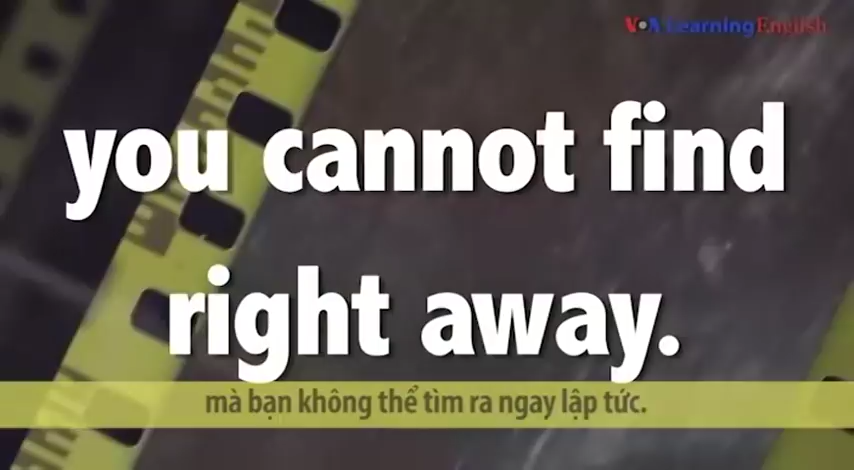 VOA Learning English
you cannot find
right away.
mà bạn không thể tìm ra ngay lập tức.